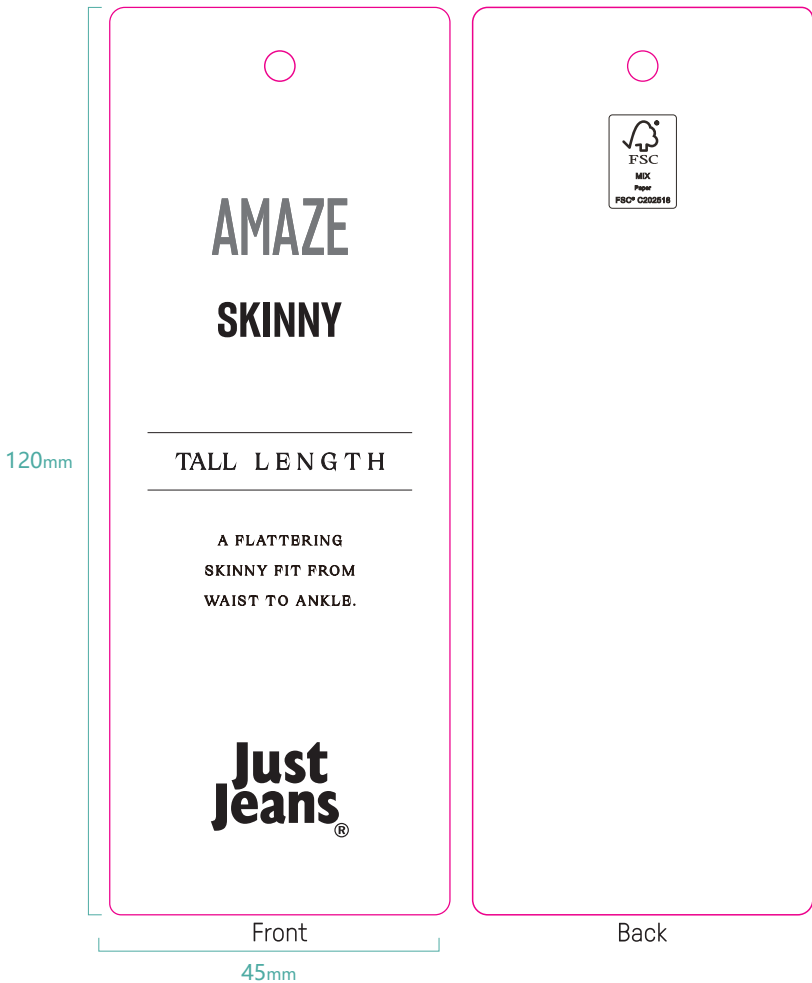 AMAZE
SKINNY
TALL LENGTH
A FLATTERING
SKINNY FIT FROM
WAIST TO ANKLE.
Just
Jeans®
120mm
Front
45mm
FSC
MIX
Paper
FSC® C202518
Back